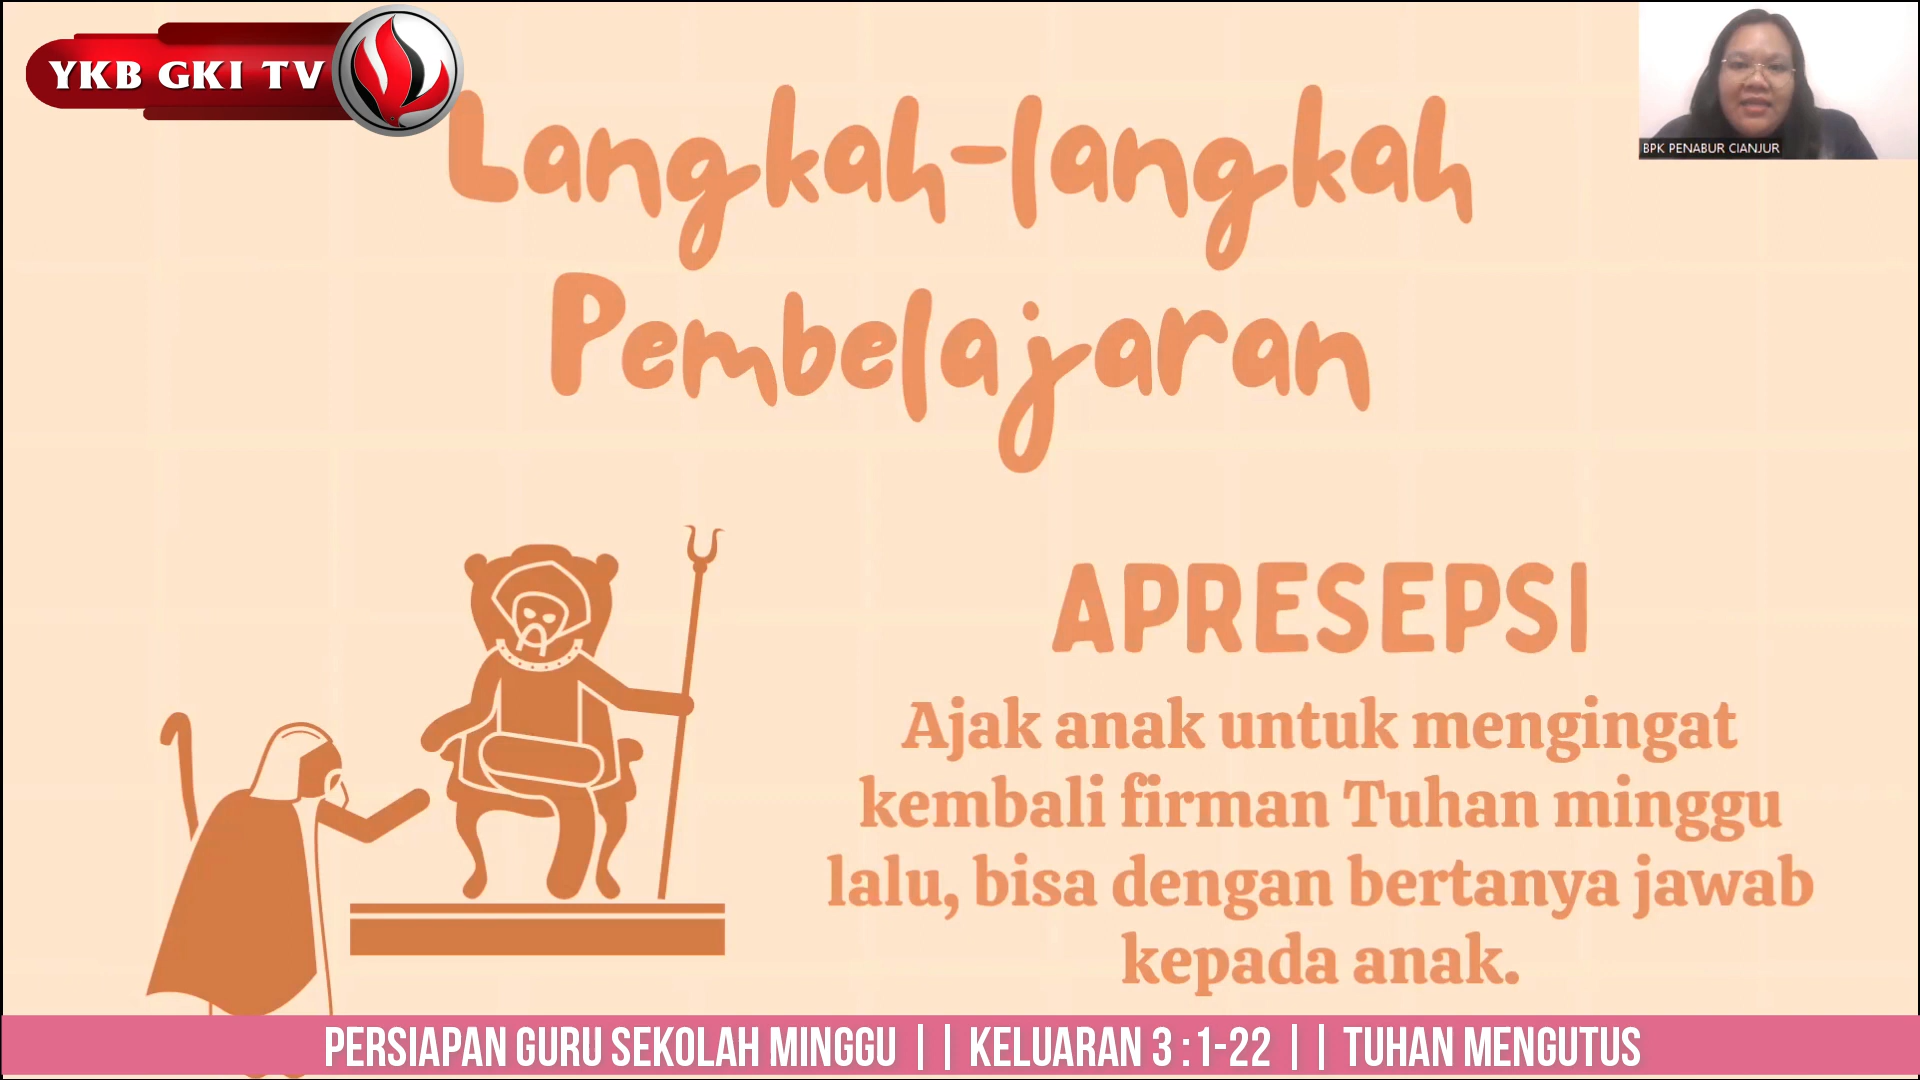 YKB GKI TV
BPK PENABUR CIANJUR
Langkah-langkah
Pembelajaran
APRESEPSI
Ajak anak untuk mengingat
kembali firman Tuhan minggu
lalu, bisa dengan bertanya jawab
kepada anak.
PERSIAPAN GURU SEKOLAH MINGGU || KELUARAN 3 :1-22 || TUHAN MENGUTUS